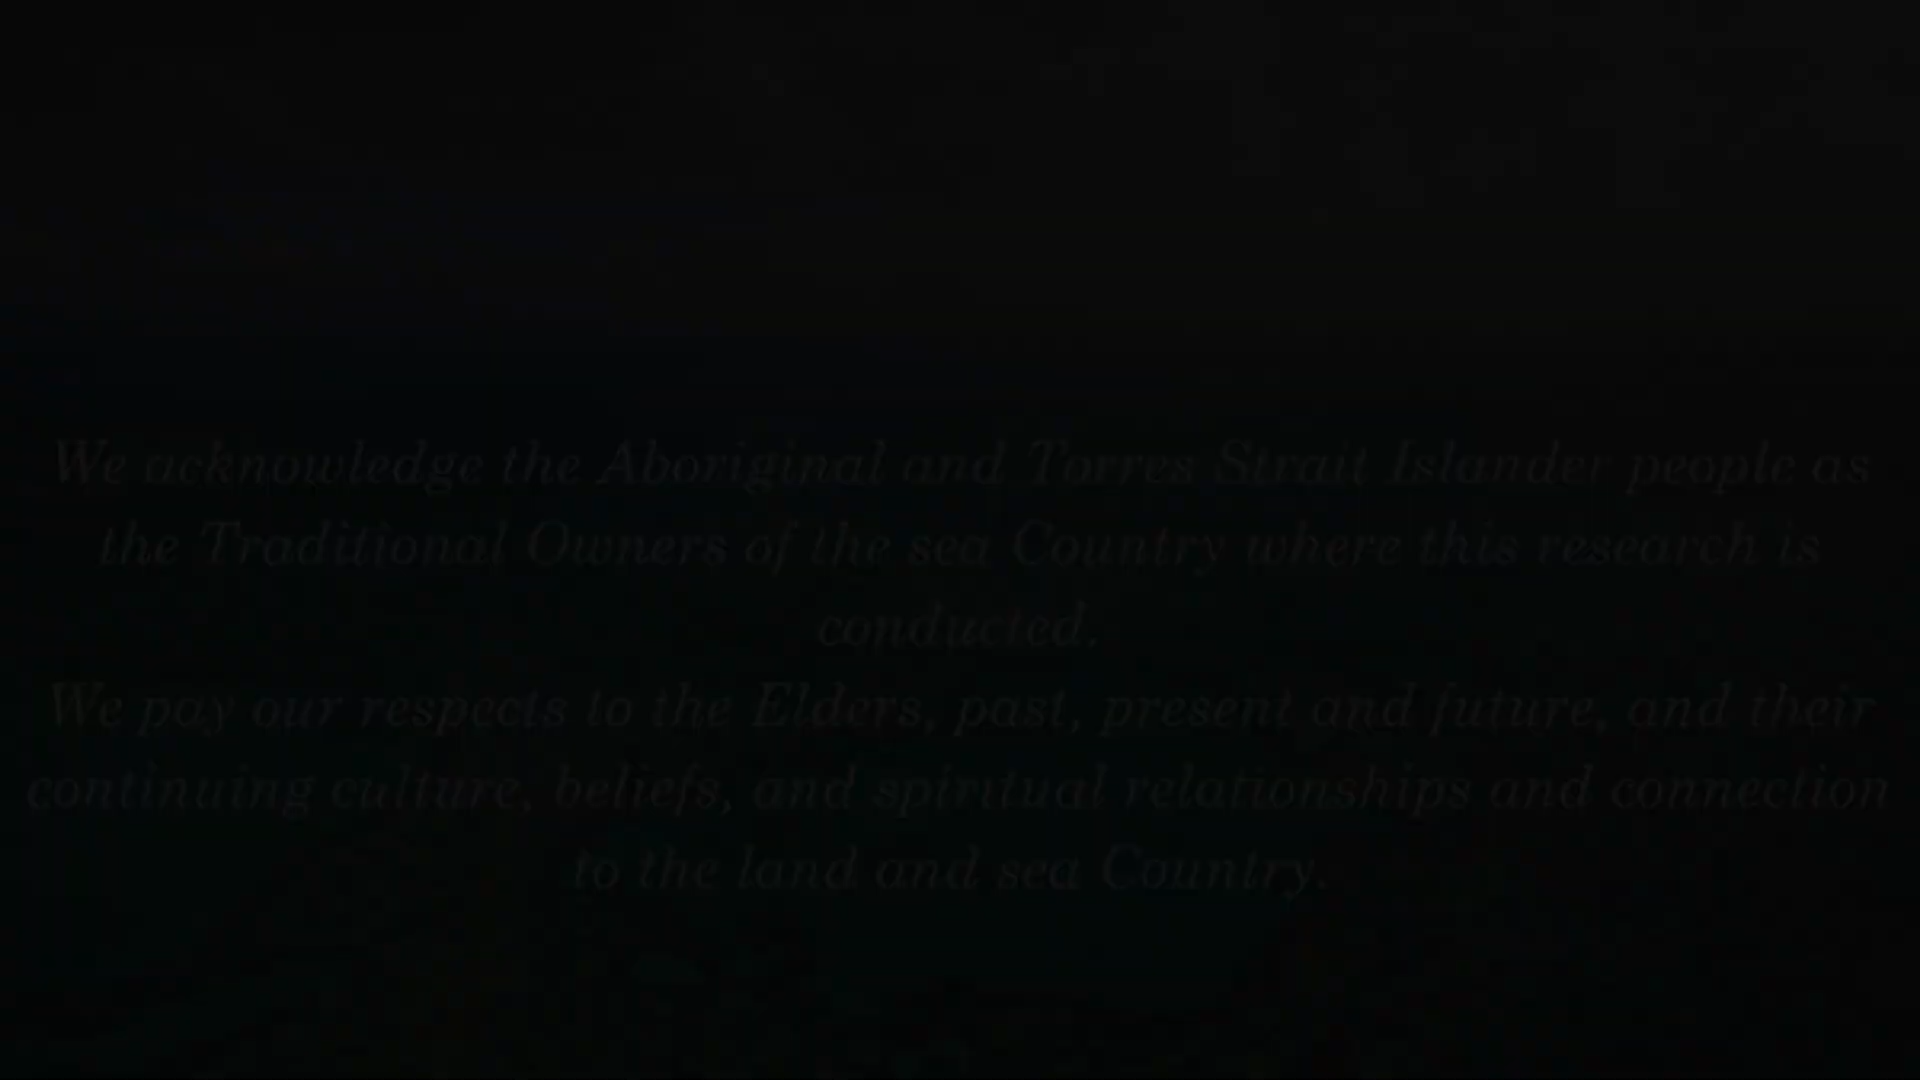 We acknowledge the Aboriginal and Torres Strait Islander people as
the Traditional Owners of the sea Country where this research is
conducted.
We pay our respects to the Elders, past, present and future, and their
continuing culture, beliefs, and spiritual relationships and connection
to the land and sea Country.